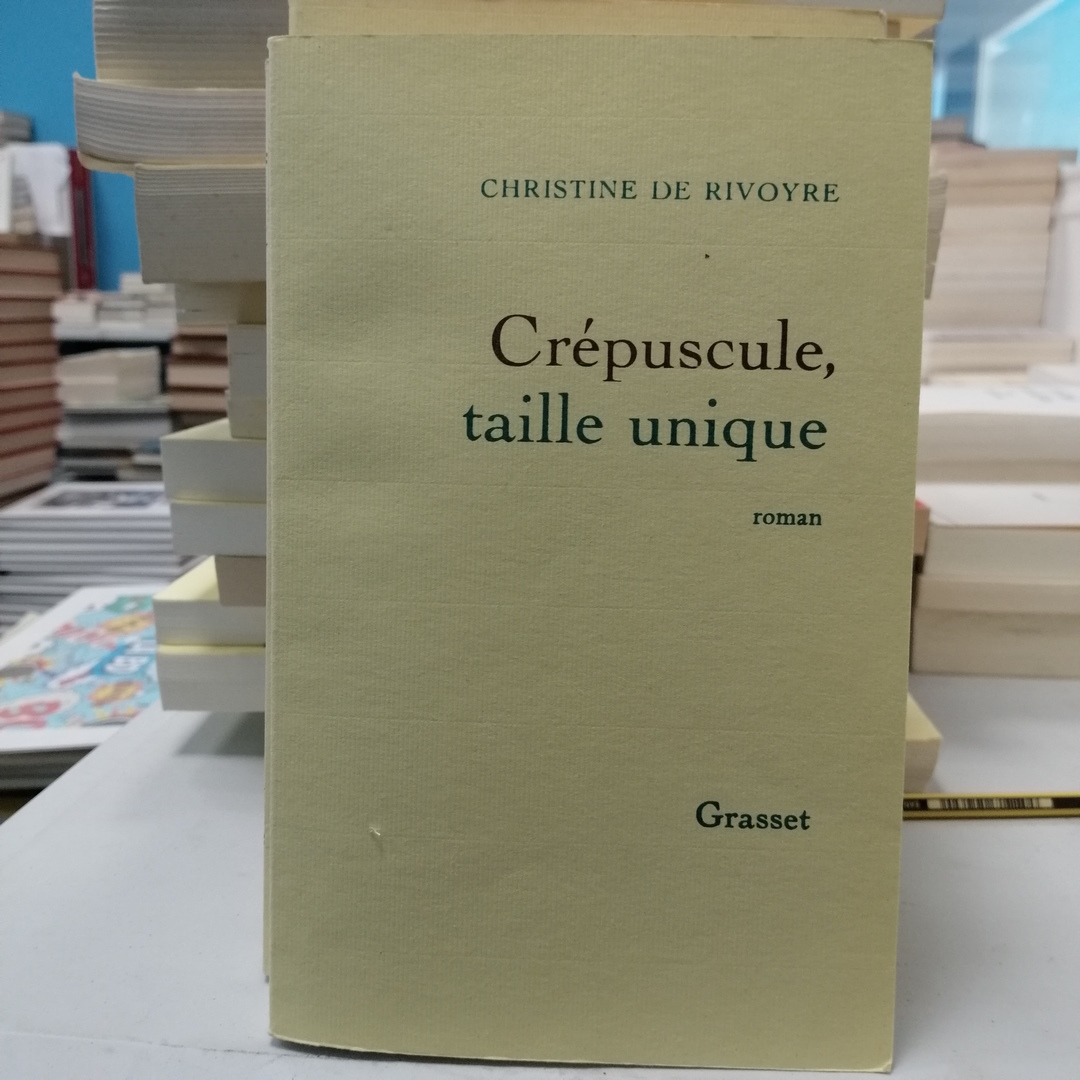 CHRISTINE DE RIVOYRE
Crépuscule,
taille unique
roman
Grasset